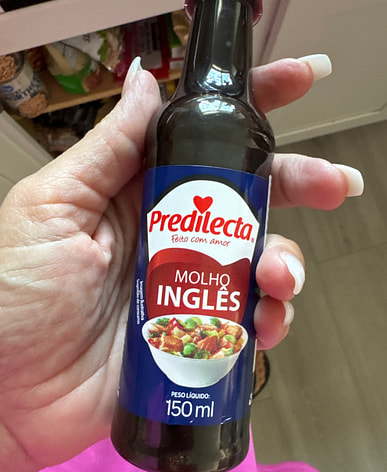 Predilecta
Feito com amor
MOLHO
INGLÊS
PESO LÍQUIDO:
150 ml